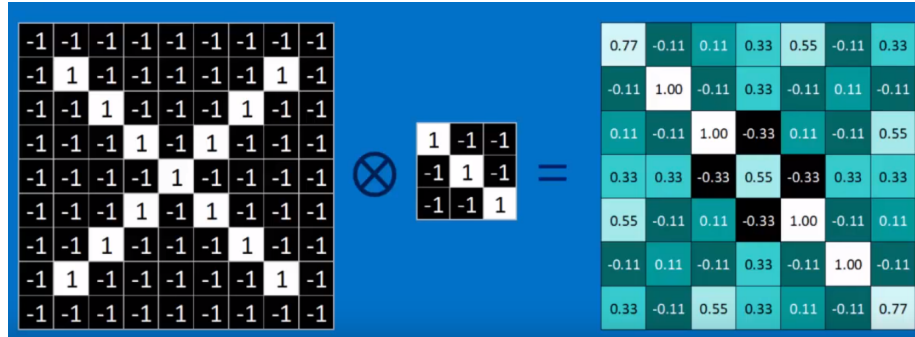 -1 -1 -1 -1 -1 -1 -1 -1 -1
-1 1 -1 -1 -1 -1 -1 1 -1
-1 -1 1 -1 -1 -1 1 -1 -1
-1 -1 -1 1 -1 1 -1 -1 -1
-1 -1 -1 -1 1 -1 -1 -1 -1
-1 -1 -1 1 -1 1 -1 -1 -1
-1 -1 1 -1 -1 -1 1 -1 -1
-1 1 -1 -1 -1 -1 -1 1 -1
-1 -1 -1 -1 -1 -1 -1 -1 -1
⊗
1 -1 -1
-1 1 -1
-1 -1 1
=
0.77 -0.11 0.11 0.33 0.55 -0.11 0.33
-0.11 1.00 -0.11 0.33 -0.11 0.11 -0.11
0.11 -0.11 1.00 -0.33 0.11 -0.11 0.55
0.33 0.33 -0.33 0.55 -0.33 0.33 0.33
0.55 -0.11 0.11 -0.33 1.00 -0.11 0.11
-0.11 0.11 -0.11 0.33 -0.11 1.00 -0.11
0.33 -0.11 0.55 0.33 0.11 -0.11 0.77